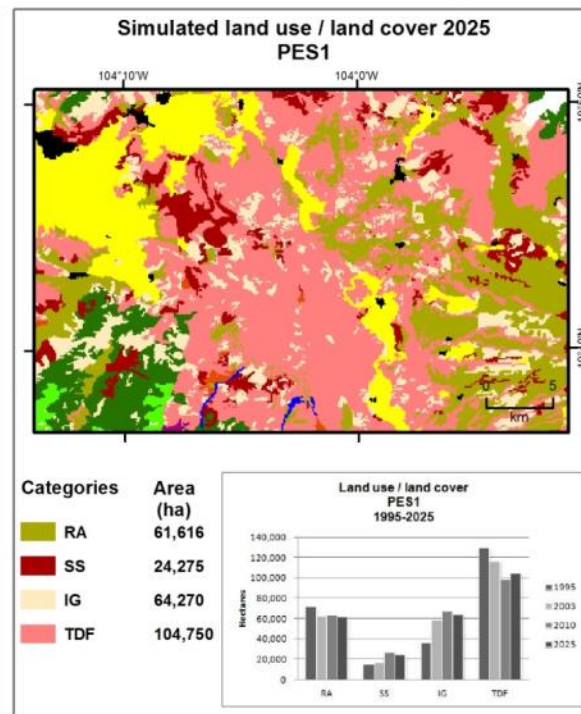 Simulated land use / land cover 2025
PES1
104°10'W 104°0'W
0 5
km
Categories Area
(ha)
RA 61,616
SS 24,275
IG 64,270
TDF 104,750
Land use / land cover
PES1
1995-2025
Hectares
140,000
120,000
100,000
80,000
60,000
40,000
20,000
0
RA SS IG TDF
1995
2003
2010
2025